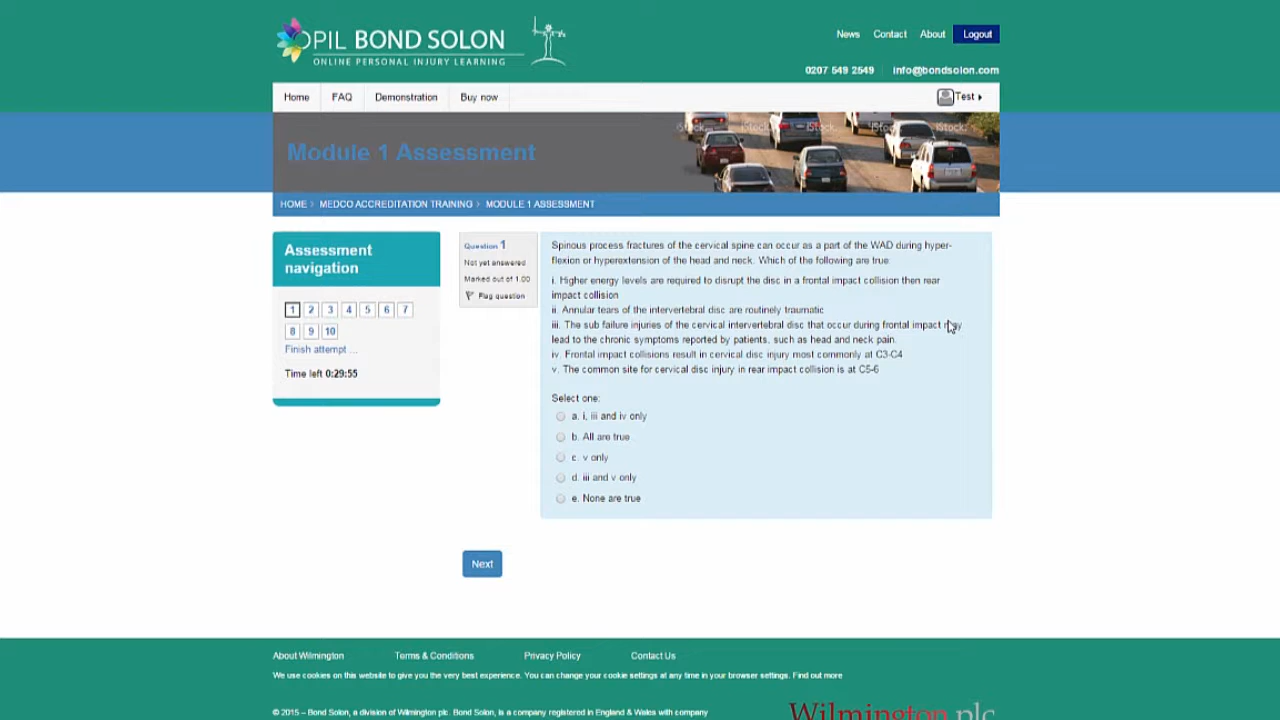 OPIL BOND SOLON
ONLINE PERSONAL INJURY LEARNING
News Contact About Logout
0207 549 2549 info@bondsolon.com
Home FAQ Demonstration Buy now Test
iStock. iStock. iStock. iStock.
Module 1 Assessment
HOME > MEDCO ACCREDITATION TRAINING > MODULE 1 ASSESSMENT
Assessment
navigation
1 2 3 4 5 6 7
8 9 10
Finish attempt ...
Time left 0:29:55
Question 1
Not yet answered
Marked out of 1.00
Flag question
Spinous process fractures of the cervical spine can occur as a part of the WAD during hyper-
flexion or hyperextension of the head and neck. Which of the following are true:
i. Higher energy levels are required to disrupt the disc in a frontal impact collision then rear
impact collision
ii. Annular tears of the intervertebral disc are routinely traumatic
iii. The sub failure injuries of the cervical intervertebral disc that occur during frontal impact may
lead to the chronic symptoms reported by patients, such as head and neck pain.
iv. Frontal impact collisions result in cervical disc injury most commonly at C3-C4
v. The common site for cervical disc injury in rear impact collision is at C5-6
Select one:
a. i, iii and iv only
b. All are true
c. v only
d. iii and v only
e. None are true
Next
About Wilmington Terms & Conditions Privacy Policy Contact Us
We use cookies on this website to give you the very best experience. You can change your cookie settings at any time in your browser settings. Find out more
© 2015 – Bond Solon, a division of Wilmington plc. Bond Solon, is a company registered in England & Wales with company
Wilmington plc